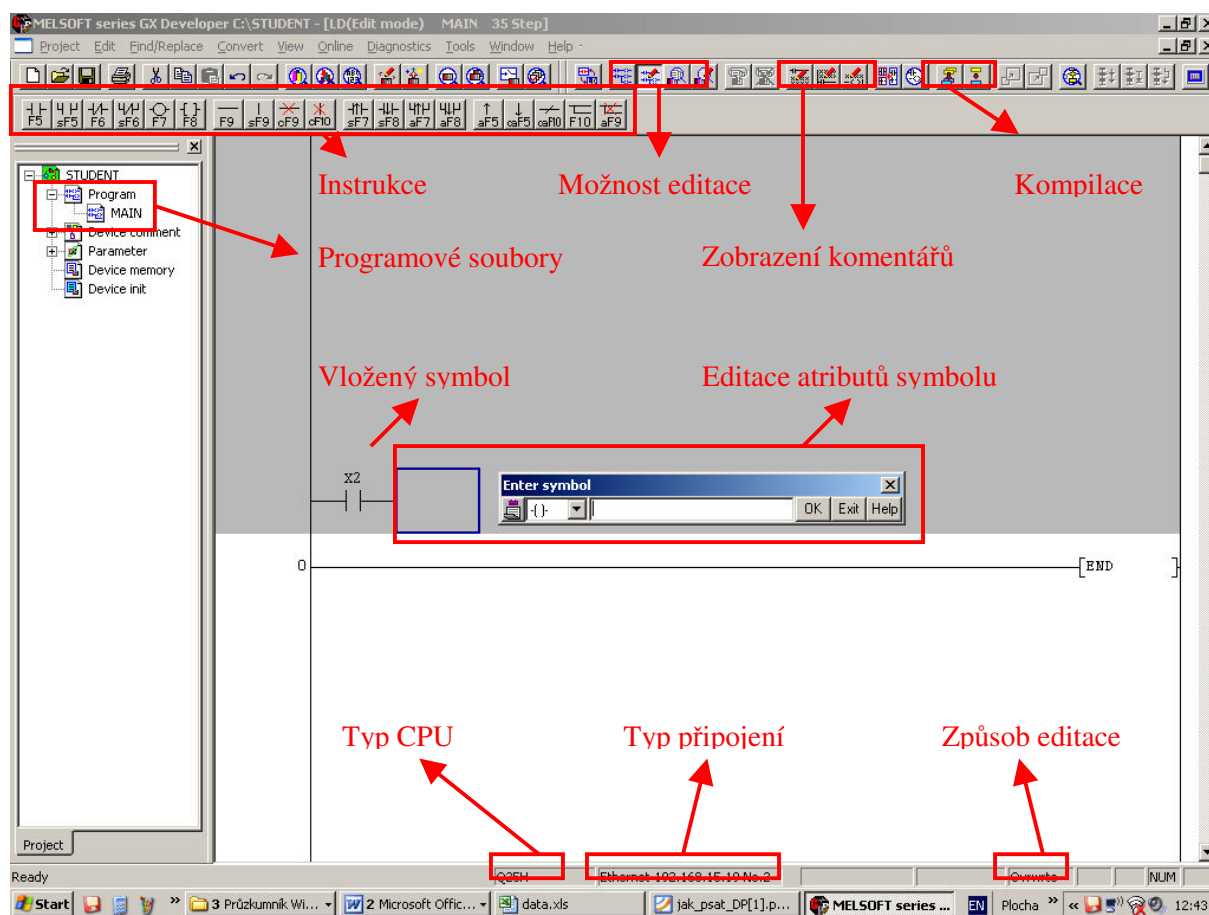 MELSOFT series GX Developer C:\STUDENT - [LD(Edit mode) MAIN 35 Step]
Project Edit Find/Replace Convert View Online Diagnostics Tools Window Help
F5 sF5 F6 sF6 F7 F8 F9 sF9 cF9 cF10 sF7 sF8 aF7 aF8 aF5 caF5 caF10 F10 aF9
STUDENT
Program
MAIN
Device comment
Parameter
Device memory
Device init
Instrukce Možnost editace Kompilace
Programové soubory Zobrazení komentářů
Vložený symbol Editace atributů symbolu
X2
Enter symbol
-( )- OK Exit Help
0 END
Typ CPU Typ připojení Způsob editace
Project
Ready Q25H Ethernet 192.168.15.19 No.2 Ovrwrte NUM
Start » 3 Průzkumník Wi... 2 Microsoft Offic... data.xls jak_psat_DP[1].p... MELSOFT series ... EN Plocha » « 12:43